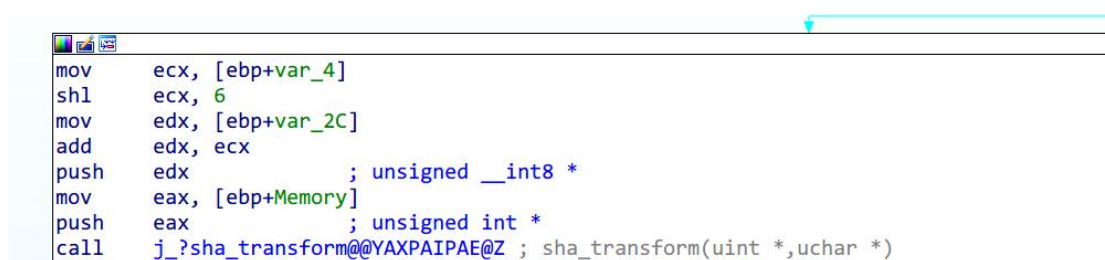 mov ecx, [ebp+var_4]
shl ecx, 6
mov edx, [ebp+var_2C]
add edx, ecx
push edx ; unsigned __int8 *
mov eax, [ebp+Memory]
push eax ; unsigned int *
call j_?sha_transform@@YAXPAIPAE@Z ; sha_transform(uint *,uchar *)